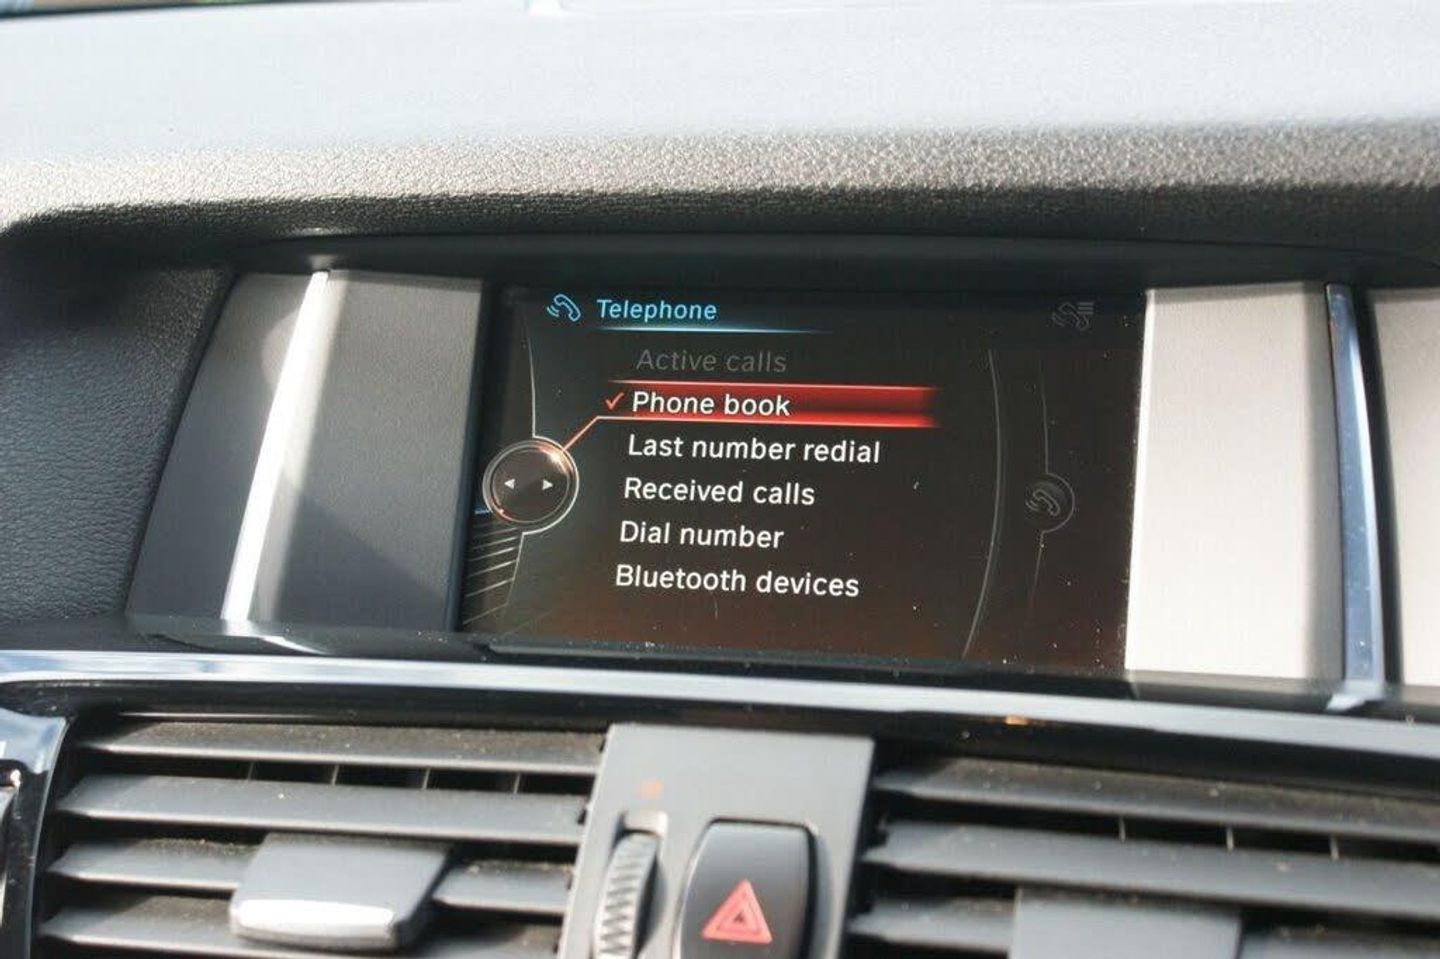 Telephone
Active calls
Phone book
Last number redial
Received calls
Dial number
Bluetooth devices